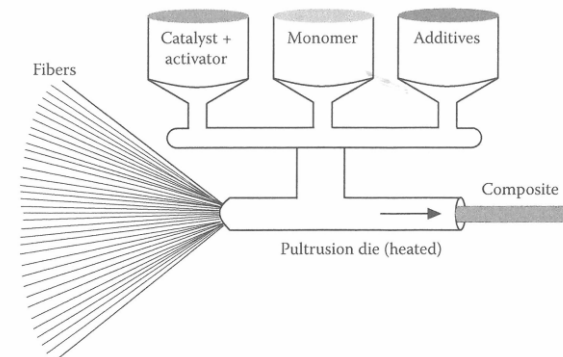 Catalyst +
activator
Monomer
Additives
Fibers
Composite
Pultrusion die (heated)